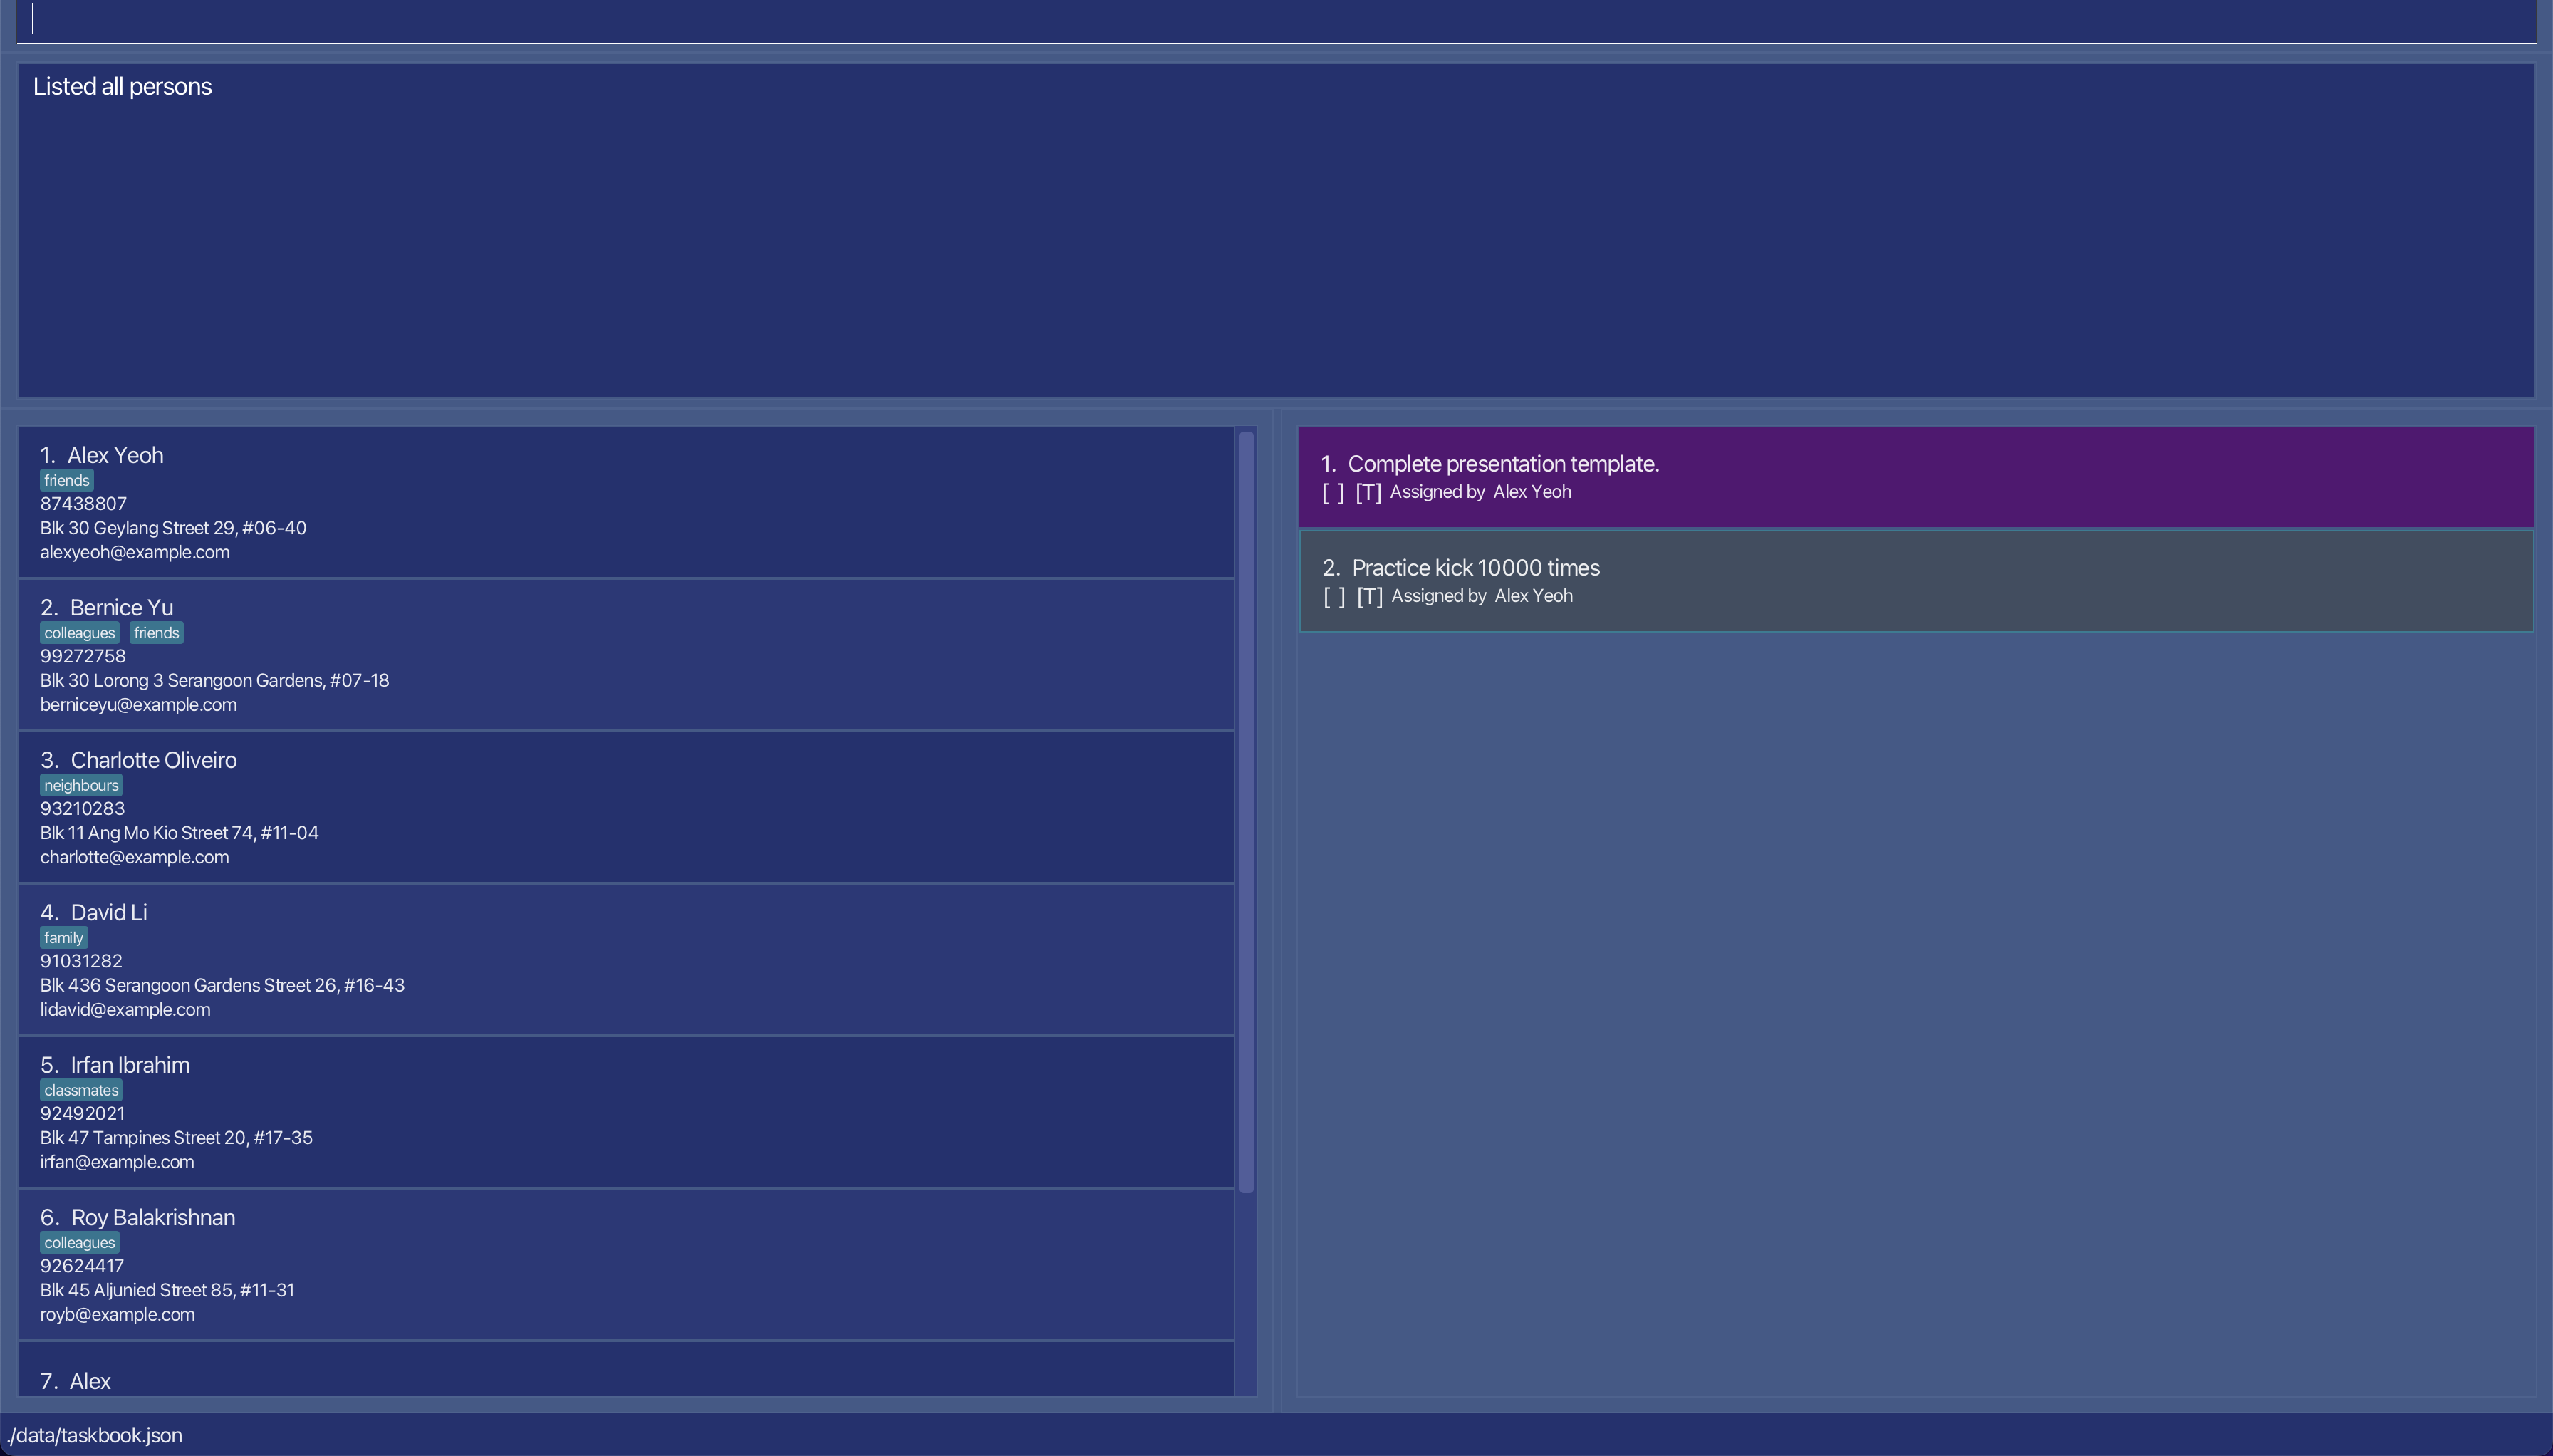 Listed all persons
1. Alex Yeoh
friends
87438807
Blk 30 Geylang Street 29, #06-40
alexyeoh@example.com
2. Bernice Yu
colleagues friends
99272758
Blk 30 Lorong 3 Serangoon Gardens, #07-18
berniceyu@example.com
3. Charlotte Oliveiro
neighbours
93210283
Blk 11 Ang Mo Kio Street 74, #11-04
charlotte@example.com
4. David Li
family
91031282
Blk 436 Serangoon Gardens Street 26, #16-43
lidavid@example.com
5. Irfan Ibrahim
classmates
92492021
Blk 47 Tampines Street 20, #17-35
irfan@example.com
6. Roy Balakrishnan
colleagues
92624417
Blk 45 Aljunied Street 85, #11-31
royb@example.com
7. Alex
1. Complete presentation template.
[ ] [T] Assigned by Alex Yeoh
2. Practice kick 10000 times
[ ] [T] Assigned by Alex Yeoh
./data/taskbook.json